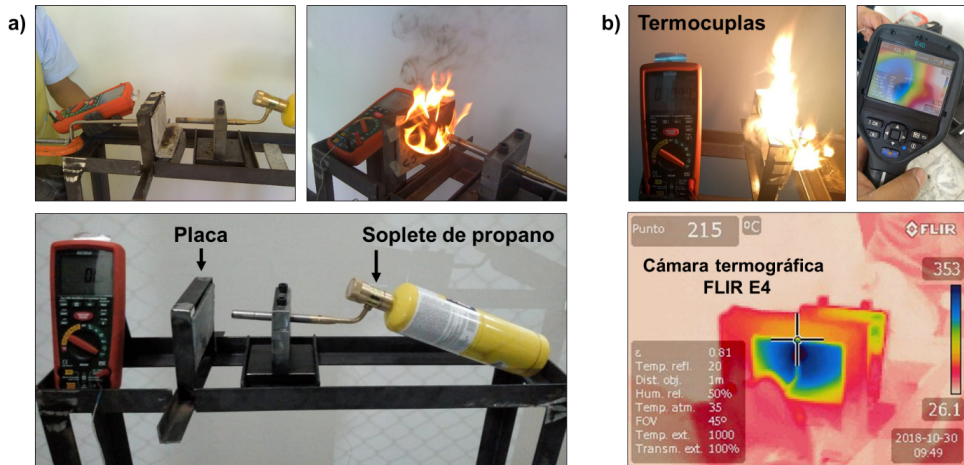 a)
Placa
Soplete de propano
b)
Termocuplas
E40
Punto 215 ºC
FLIR
Cámara termográfica
FLIR E4
353
ε 0.81
Temp. refl. 20
Dist. obj. 1m
Hum. rel. 50%
Temp. atm. 35
FOV 45º
Temp. ext. 1000
Transm. ext. 100%
26.1
2018-10-30
09:49